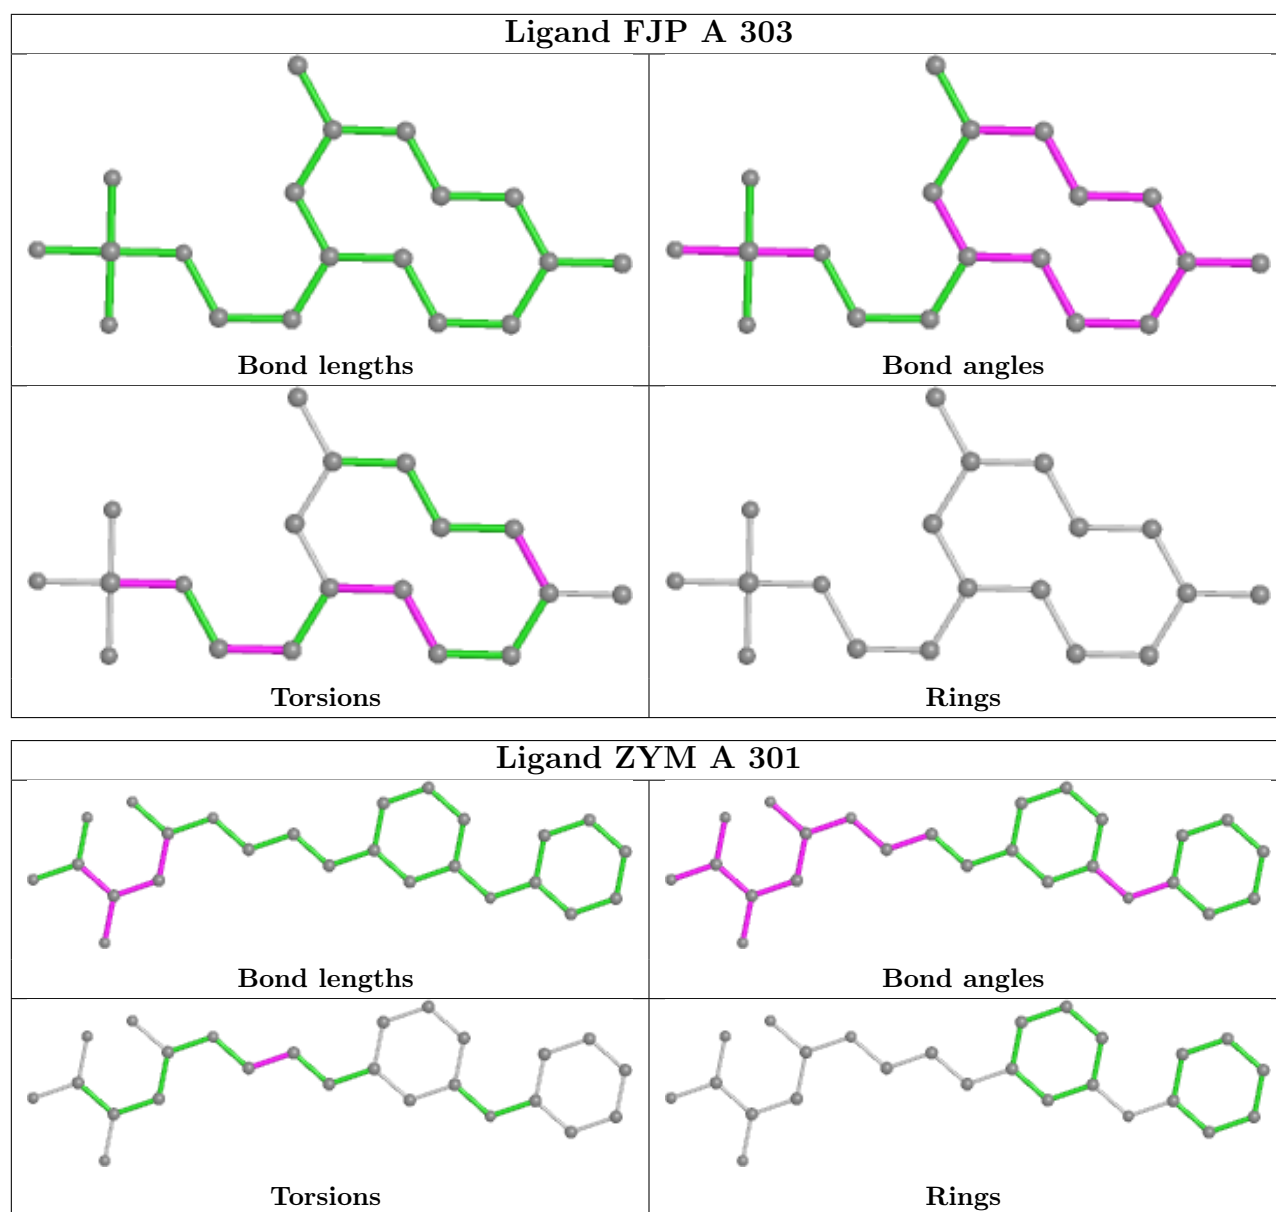 Ligand FJP A 303
Bond lengths
Bond angles
Torsions
Rings
Ligand ZYM A 301
Bond lengths
Bond angles
Torsions
Rings